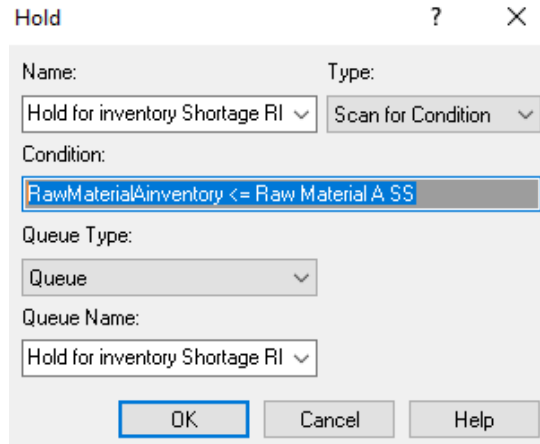 Hold ? X
Name: Type:
Hold for inventory Shortage RI Scan for Condition
Condition:
RawMaterialAinventory <= Raw Material A SS
Queue Type:
Queue
Queue Name:
Hold for inventory Shortage RI
OK Cancel Help